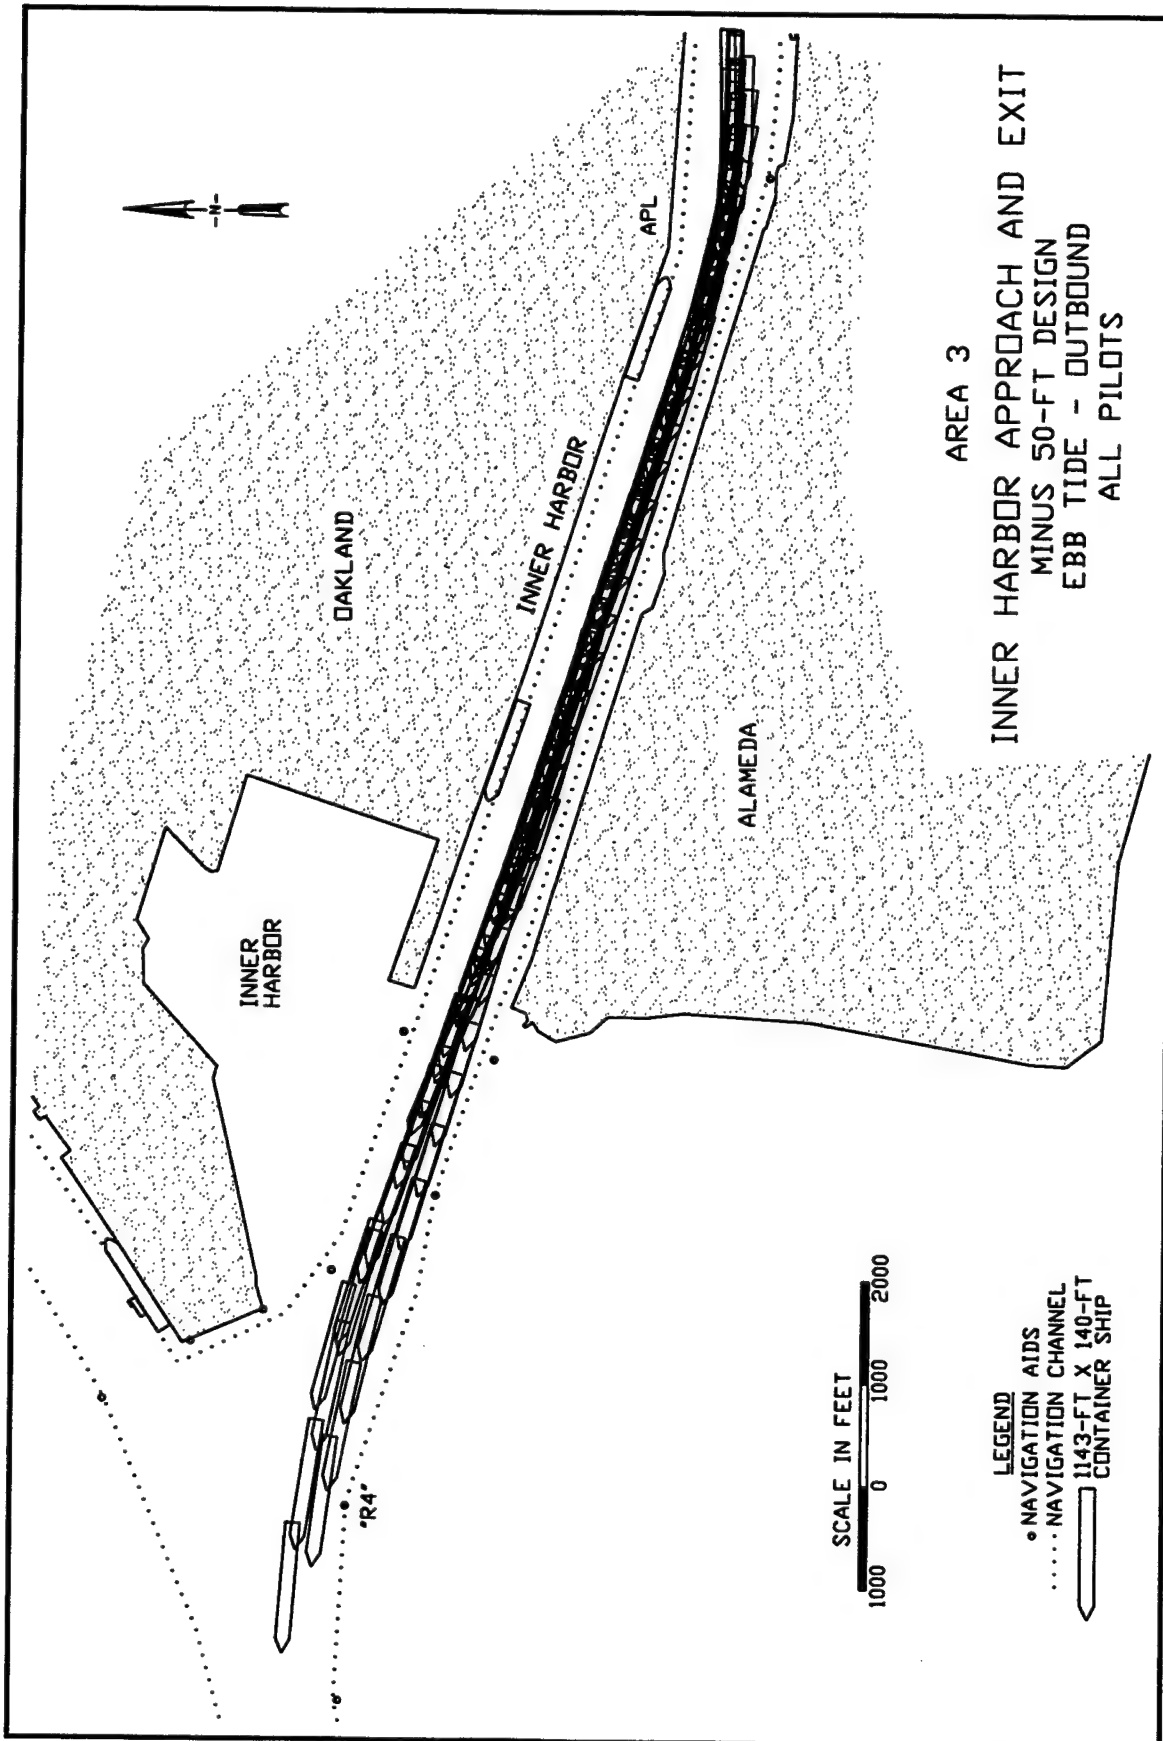 -N-
APL
INNER HARBOR
OAKLAND
INNER
HARBOR
ALAMEDA
"R4"
AREA 3
INNER HARBOR APPROACH AND EXIT
MINUS 50-FT DESIGN
EBB TIDE - OUTBOUND
ALL PILOTS
SCALE IN FEET
1000 0 1000 2000
LEGEND
NAVIGATION AIDS
NAVIGATION CHANNEL
1143-FT X 140-FT
CONTAINER SHIP